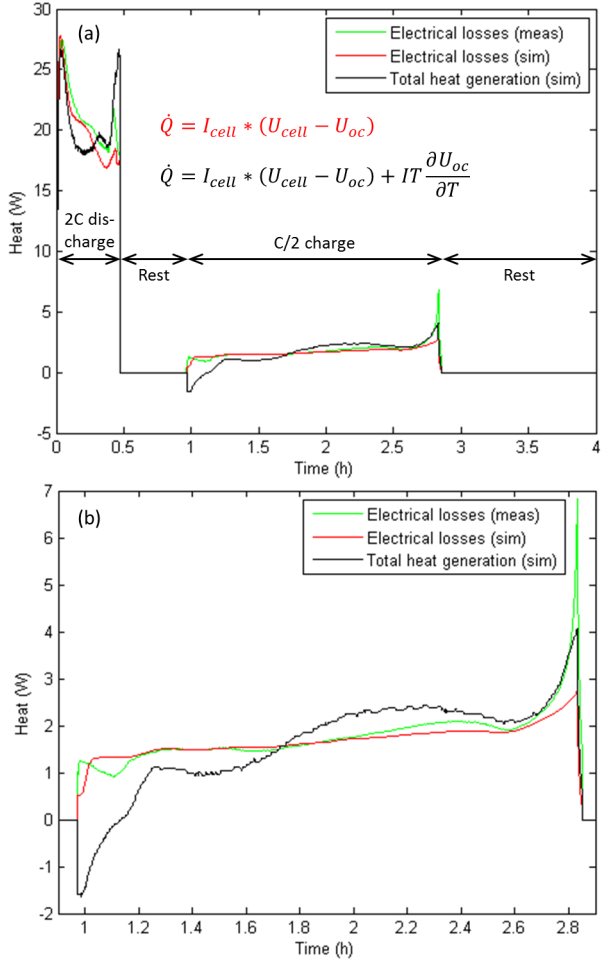 (a)
Electrical losses (meas)
Electrical losses (sim)
Total heat generation (sim)
Q̇ = I_cell ∗ (U_cell − U_oc)
Q̇ = I_cell ∗ (U_cell − U_oc) + IT ∂U_oc/∂T
2C dis-
charge
Rest
C/2 charge
Rest
Heat (W)
30
25
20
15
10
5
0
-5
0 0.5 1 1.5 2 2.5 3 3.5 4
Time (h)
(b)
Electrical losses (meas)
Electrical losses (sim)
Total heat generation (sim)
Heat (W)
7
6
5
4
3
2
1
0
-1
-2
1 1.2 1.4 1.6 1.8 2 2.2 2.4 2.6 2.8
Time (h)